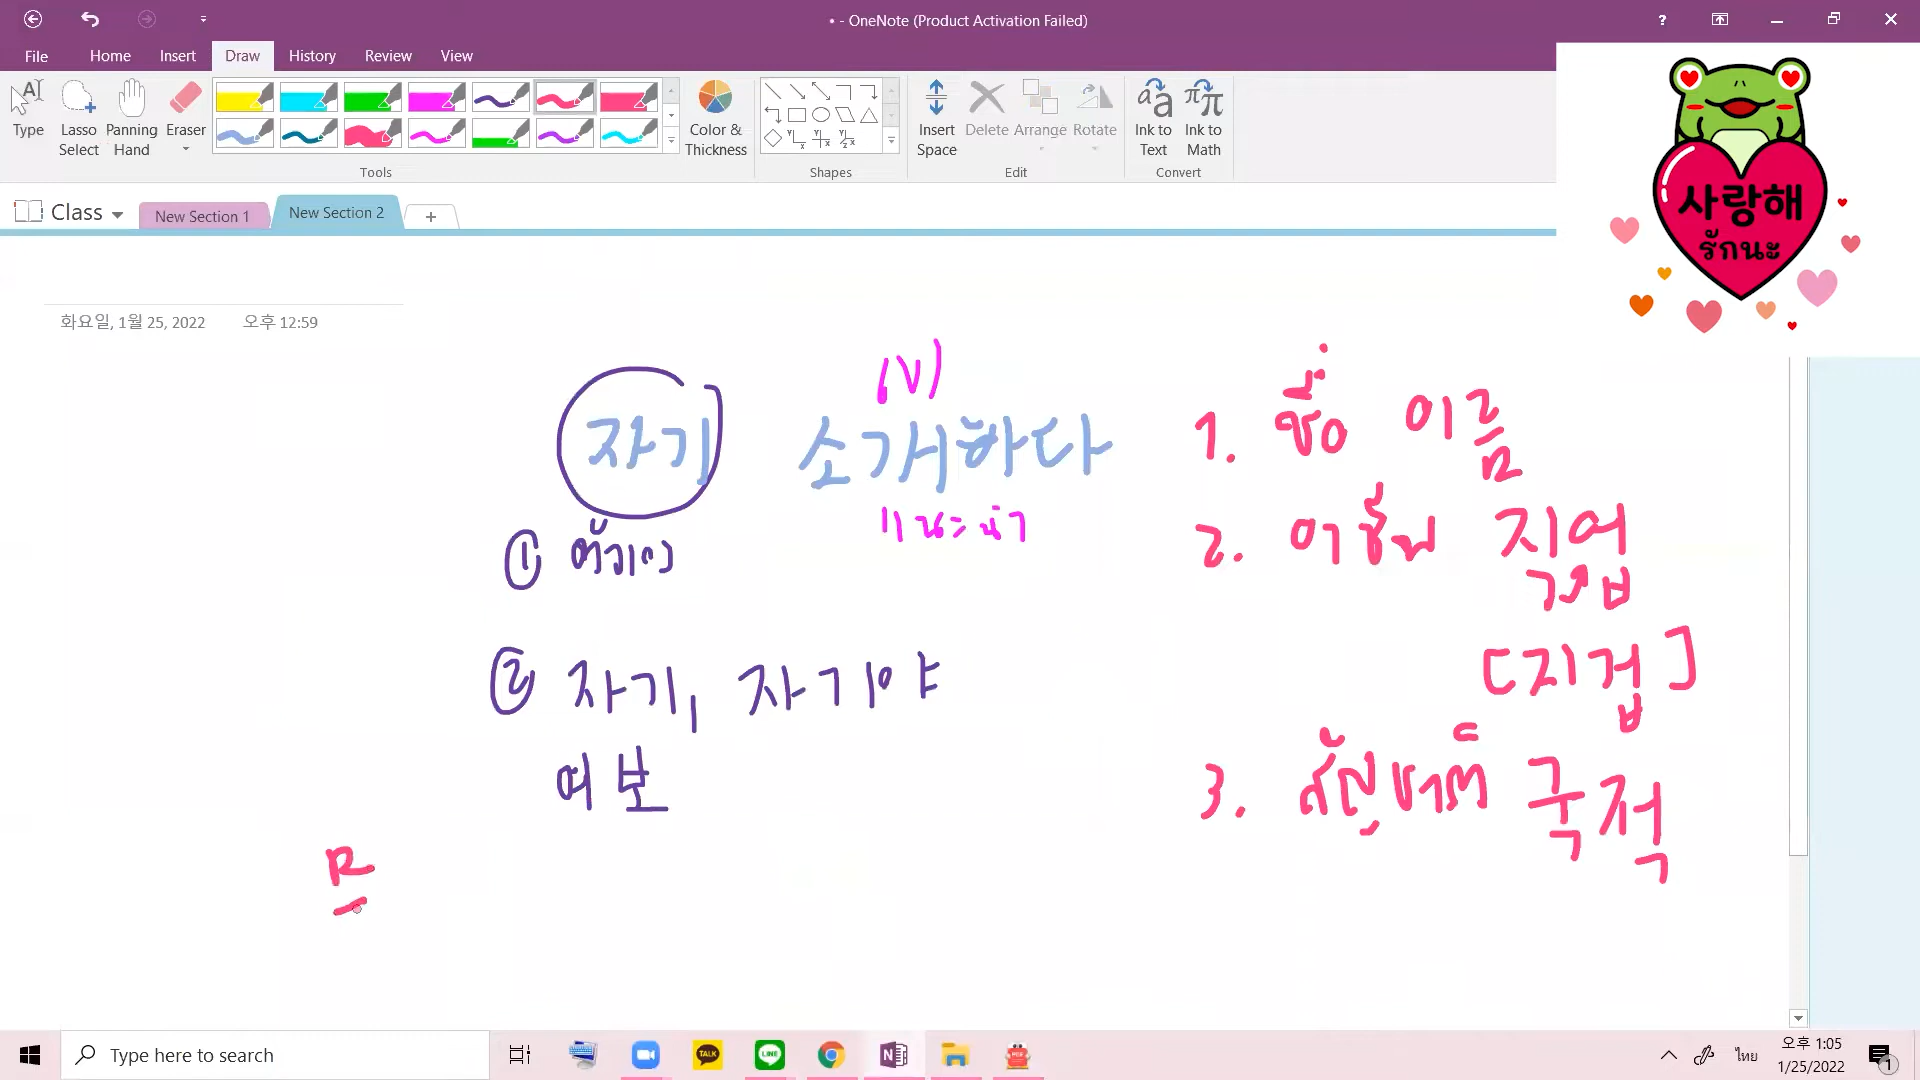 - OneNote (Product Activation Failed)
File Home Insert Draw History Review View
Type
Lasso Select
Panning Hand
Eraser
Color & Thickness
Insert Space
Delete
Arrange
Rotate
Ink to Text
Ink to Math
Tools
Shapes
Edit
Convert
Class
New Section 1
New Section 2
사랑해
รักนะ
화요일, 1월 25, 2022 오후 12:59
(v)
자기 소개하다
แนะนำ
① ตัวเอง
② 자기, 자기야
여보
1. ชื่อ 이름
2. อาชีพ 직업
[지겁]
3. สัญชาติ 국적
Type here to search
TALK
LINE
ไทย
오후 1:05
1/25/2022
1